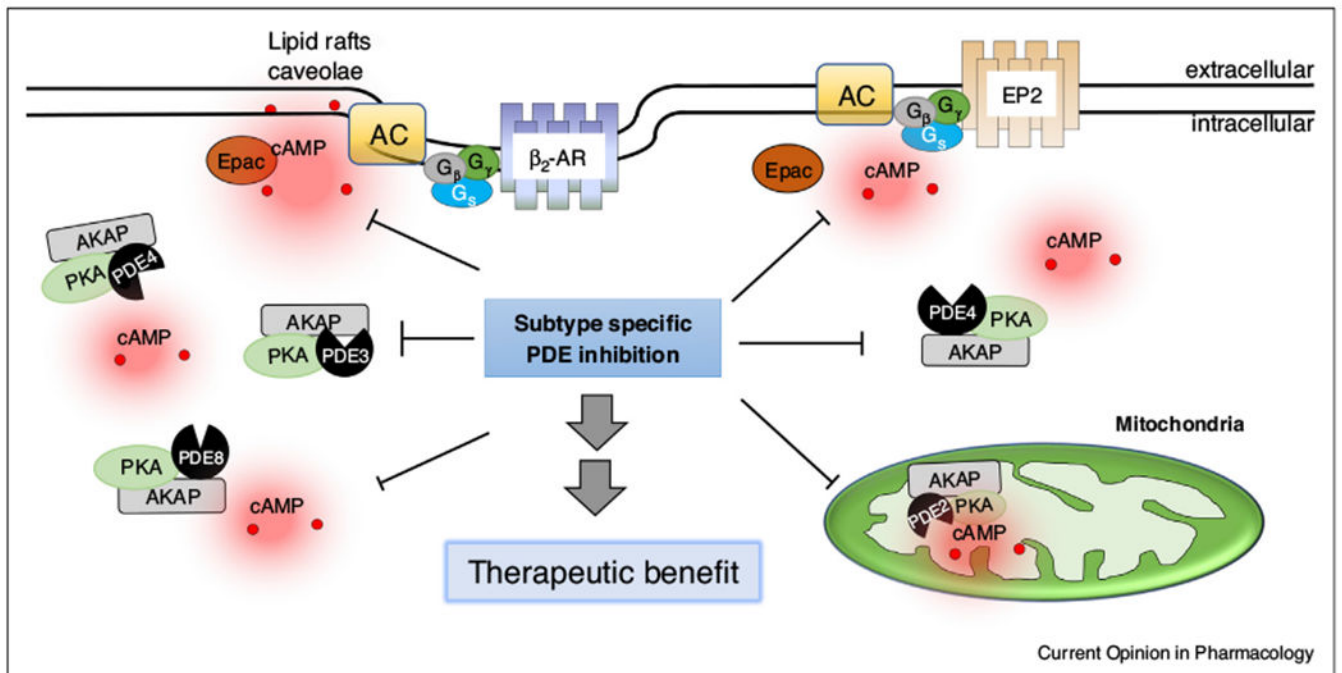 Lipid rafts
caveolae
extracellular
intracellular
AC
Gβ
Gγ
Gs
β2-AR
Epac
cAMP
AC
Gβ
Gγ
Gs
EP2
Epac
cAMP
AKAP
PKA
PDE4
cAMP
AKAP
PKA
PDE3
Subtype specific
PDE inhibition
cAMP
PDE4
PKA
AKAP
PKA
PDE8
AKAP
cAMP
Mitochondria
AKAP
PDE2
PKA
cAMP
Therapeutic benefit
Current Opinion in Pharmacology